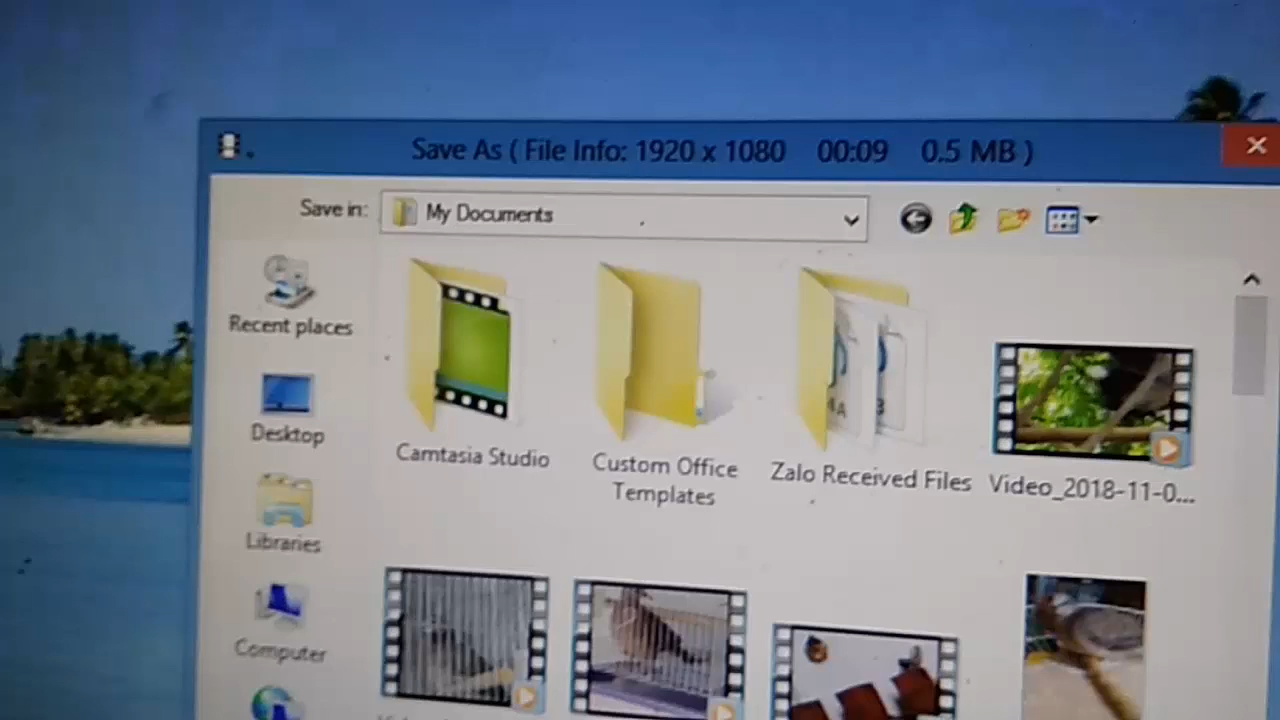 Save As ( File Info: 1920 x 1080 00:09 0.5 MB )
Save in: My Documents
Recent places
Desktop
Libraries
Computer
Camtasia Studio
Custom Office
Templates
Zalo Received Files
Video_2018-11-0...